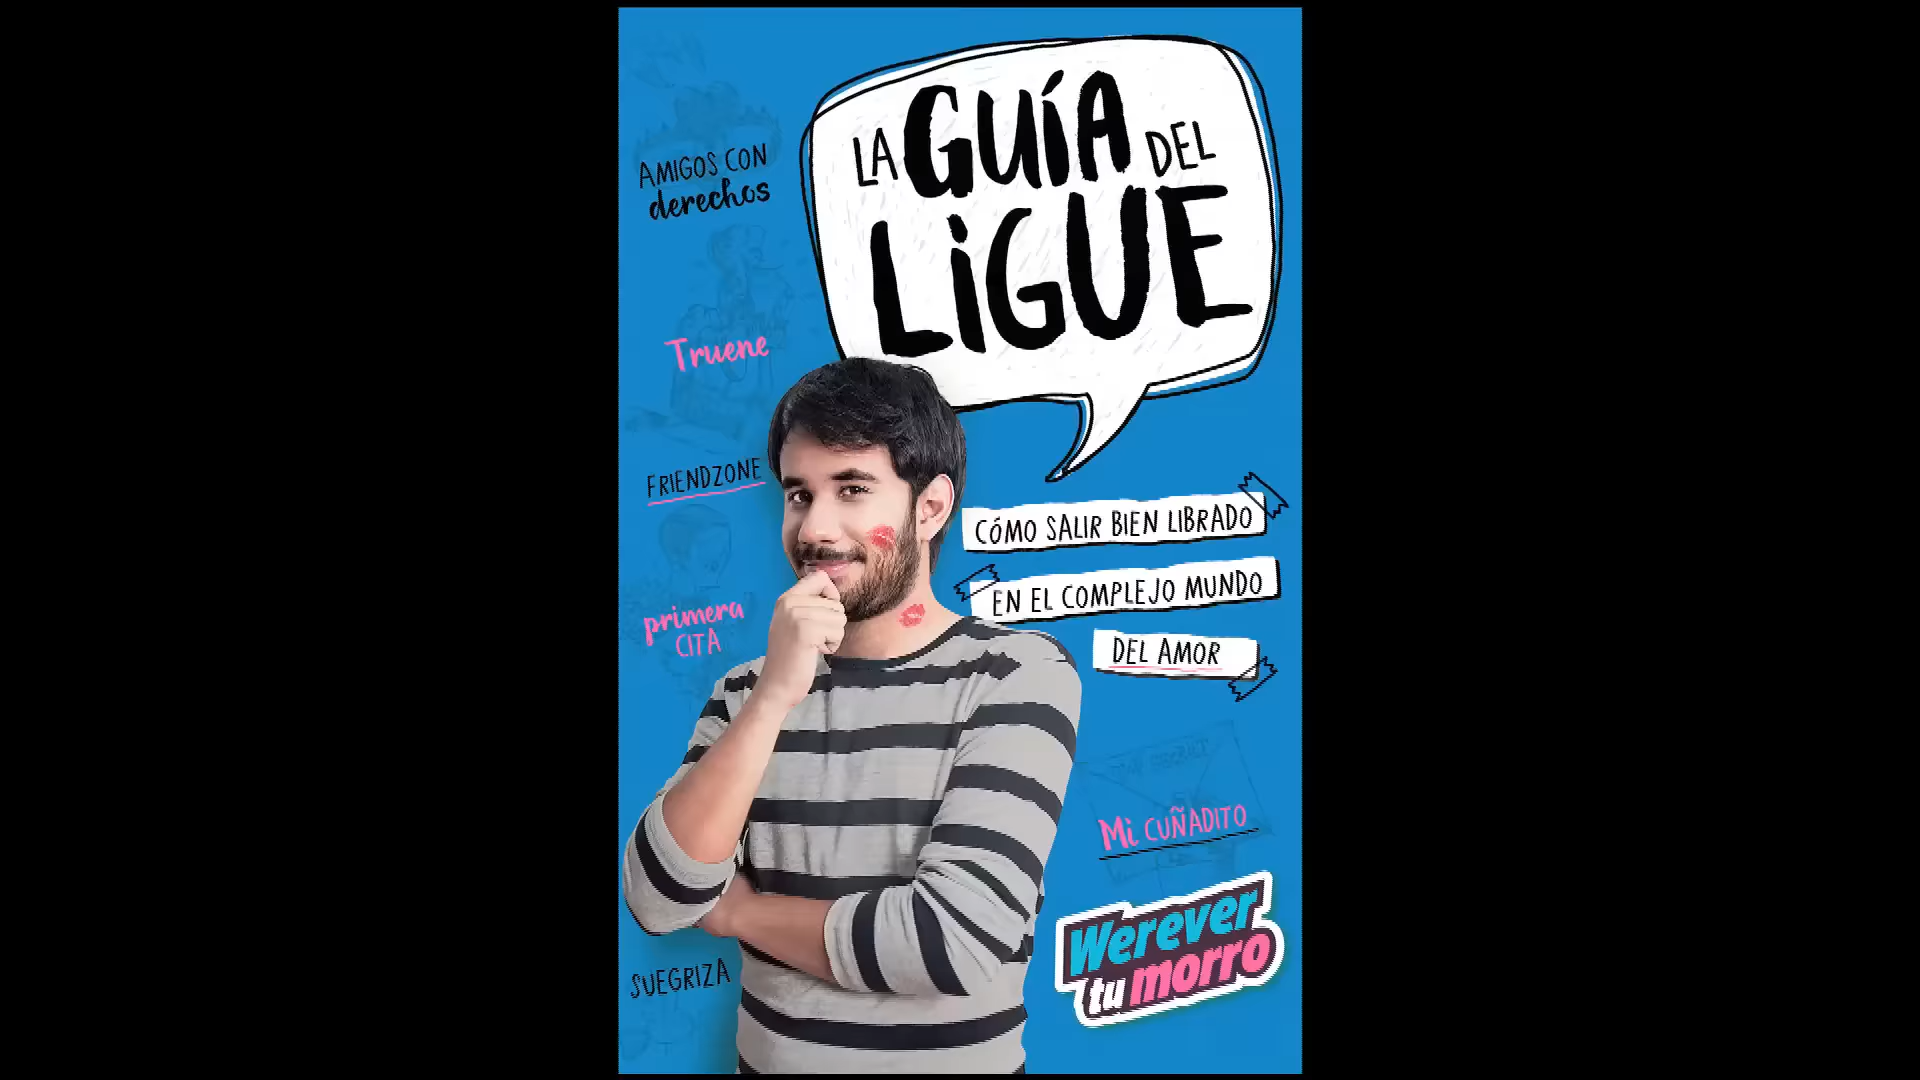 LA GUÍA DEL
LIGUE
AMIGOS CON
derechos
Truene
FRIENDZONE
CÓMO SALIR BIEN LIBRADO
EN EL COMPLEJO MUNDO
DEL AMOR
primera
CITA
Mi CUÑADITO
Werever
tu morro
SUEGRIZA